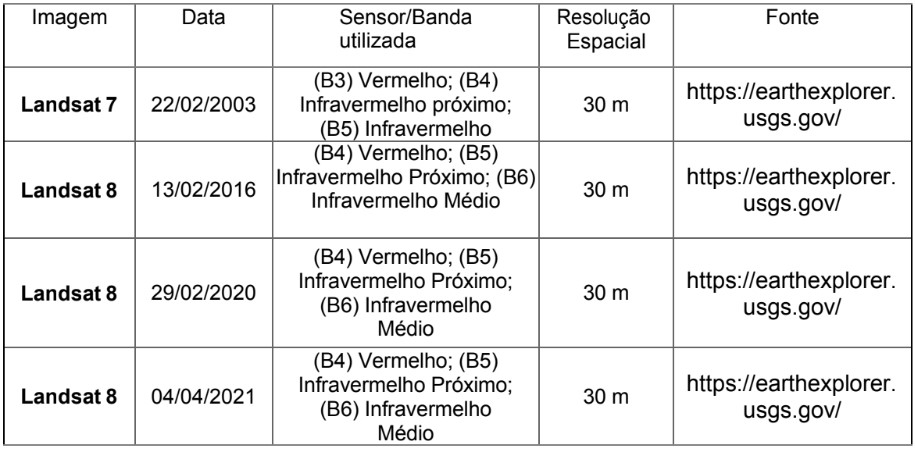 Imagem
Data
Sensor/Banda
utilizada
Resolução
Espacial
Fonte
Landsat 7
22/02/2003
(B3) Vermelho; (B4)
Infravermelho próximo;
(B5) Infravermelho
30 m
https://earthexplorer.
usgs.gov/
Landsat 8
13/02/2016
(B4) Vermelho; (B5)
Infravermelho Próximo; (B6)
Infravermelho Médio
30 m
https://earthexplorer.
usgs.gov/
Landsat 8
29/02/2020
(B4) Vermelho; (B5)
Infravermelho Próximo;
(B6) Infravermelho
Médio
30 m
https://earthexplorer.
usgs.gov/
Landsat 8
04/04/2021
(B4) Vermelho; (B5)
Infravermelho Próximo;
(B6) Infravermelho
Médio
30 m
https://earthexplorer.
usgs.gov/